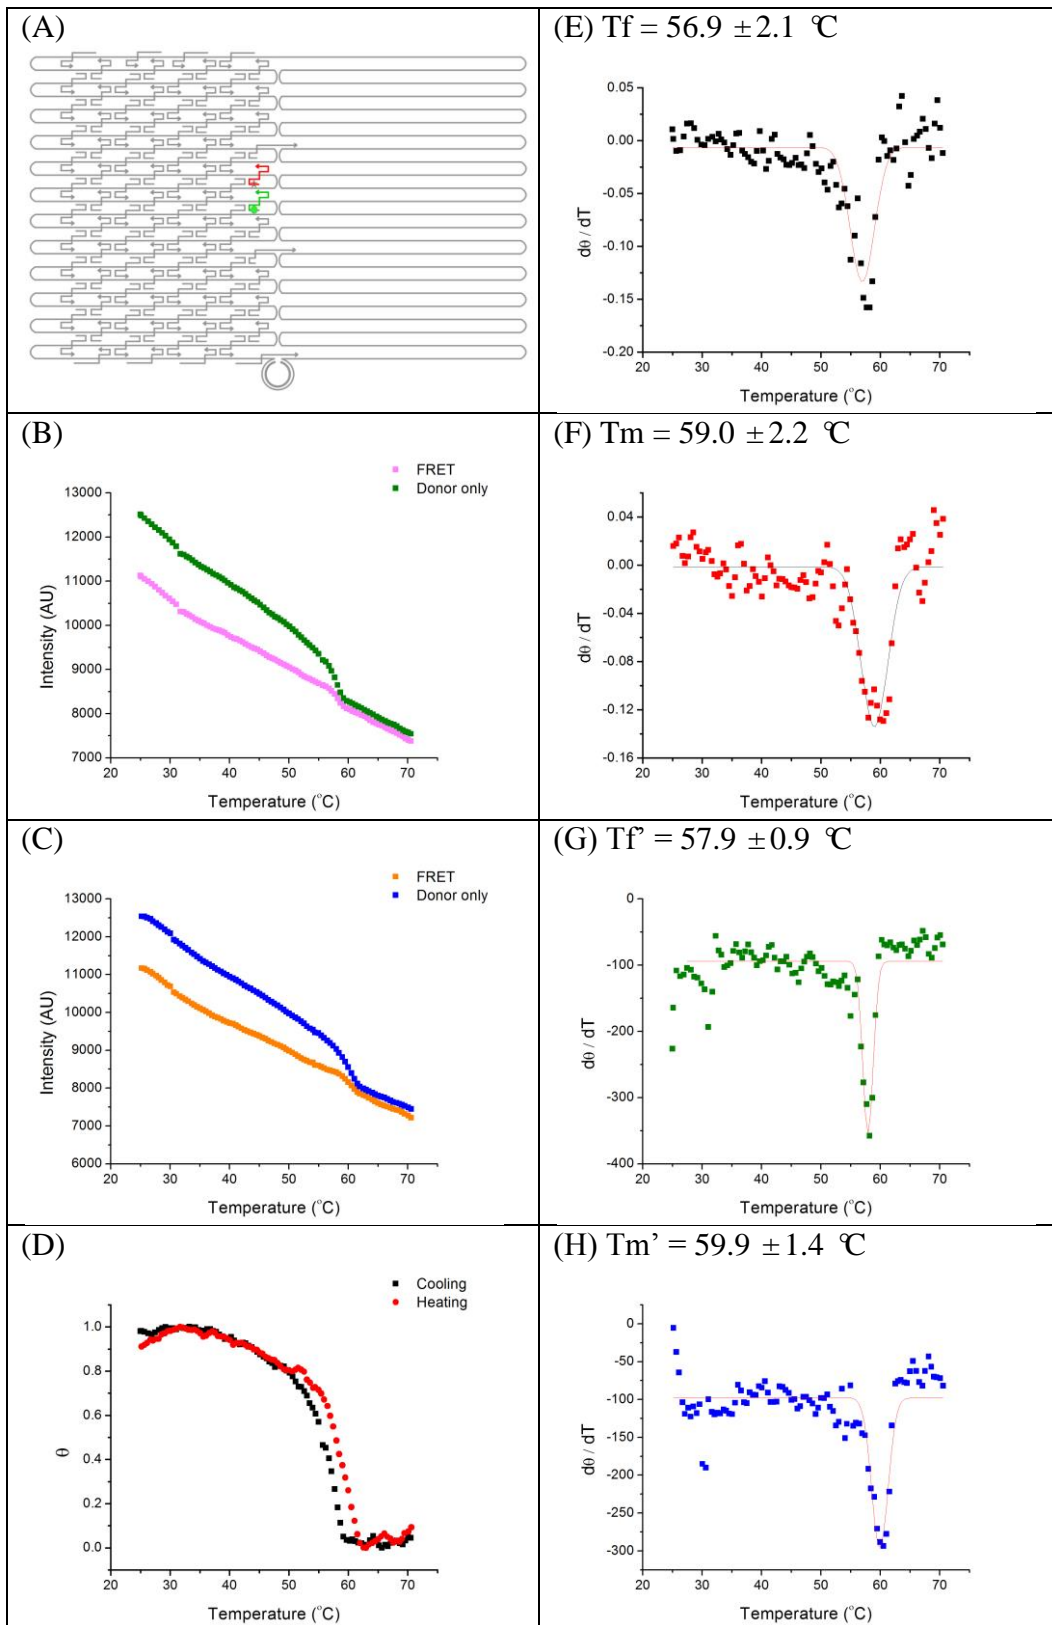 (A)
(B)
FRET
Donor only
13000
12000
11000
10000
9000
8000
7000
Intensity (AU)
20 30 40 50 60 70
Temperature (°C)
(C)
FRET
Donor only
13000
12000
11000
10000
9000
8000
7000
6000
Intensity (AU)
20 30 40 50 60 70
Temperature (°C)
(D)
Cooling
Heating
1.0
0.8
0.6
0.4
0.2
0.0
θ
20 30 40 50 60 70
Temperature (°C)
(E) Tf = 56.9 ±2.1 ℃
0.05
0.00
-0.05
-0.10
-0.15
-0.20
dθ / dT
20 30 40 50 60 70
Temperature (°C)
(F) Tm = 59.0 ±2.2 ℃
0.04
0.00
-0.04
-0.08
-0.12
-0.16
dθ / dT
20 30 40 50 60 70
Temperature (°C)
(G) Tf’ = 57.9 ±0.9 ℃
0
-100
-200
-300
-400
dθ / dT
20 30 40 50 60 70
Temperature (°C)
(H) Tm’ = 59.9 ±1.4 ℃
0
-50
-100
-150
-200
-250
-300
dθ / dT
20 30 40 50 60 70
Temperature (°C)